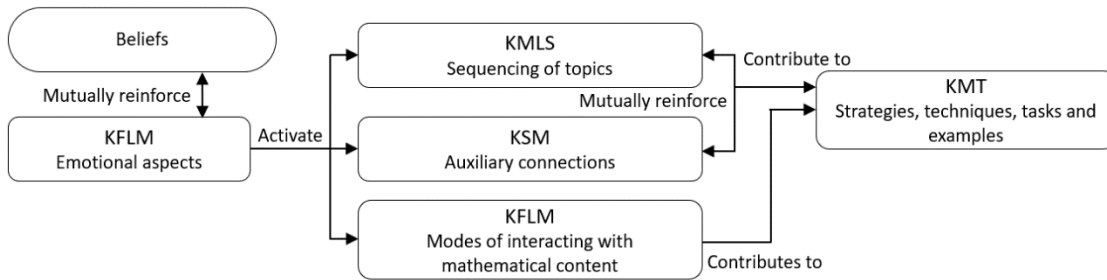 Beliefs
Mutually reinforce
KFLM
Emotional aspects
Activate
KMLS
Sequencing of topics
Mutually reinforce
KSM
Auxiliary connections
KFLM
Modes of interacting with
mathematical content
Contribute to
Contributes to
KMT
Strategies, techniques, tasks and
examples